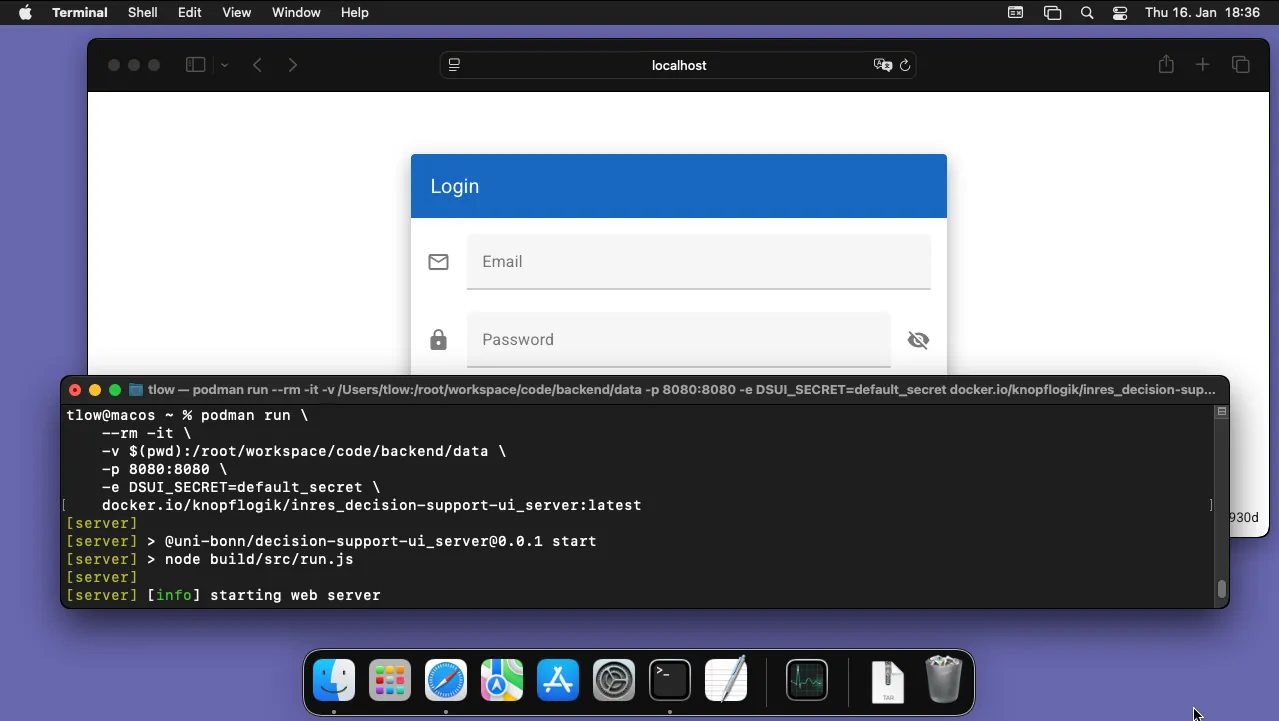 Terminal Shell Edit View Window Help Thu 16. Jan 18:36
localhost
Login
Email
Password
tlow — podman run --rm -it -v /Users/tlow:/root/workspace/code/backend/data -p 8080:8080 -e DSUI_SECRET=default_secret docker.io/knopflogik/inres_decision-sup...
tlow@macos ~ % podman run \
--rm -it \
-v $(pwd):/root/workspace/code/backend/data \
-p 8080:8080 \
-e DSUI_SECRET=default_secret \
[ docker.io/knopflogik/inres_decision-support-ui_server:latest ]
930d
[server]
[server] > @uni-bonn/decision-support-ui_server@0.0.1 start
[server] > node build/src/run.js
[server]
[server] [info] starting web server
>_
TAR